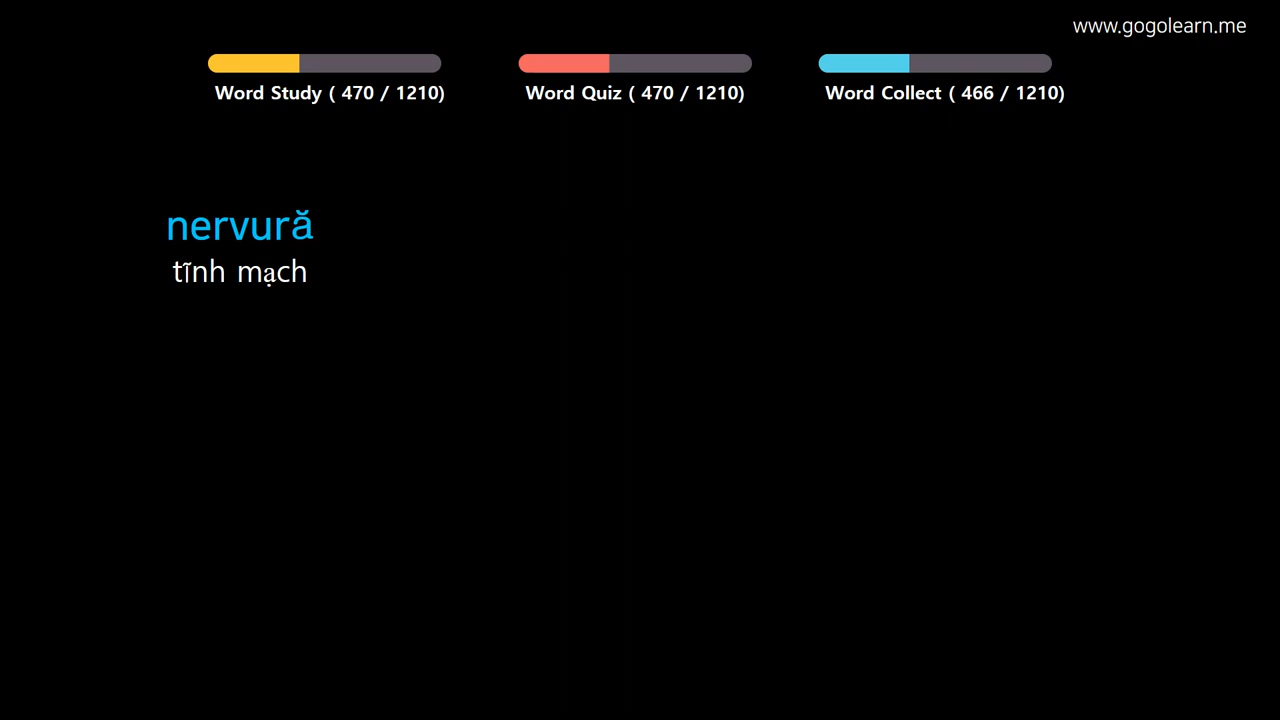 www.gogolearn.me
Word Study ( 470 / 1210)
Word Quiz ( 470 / 1210)
Word Collect ( 466 / 1210)
nervură
tĩnh mạch